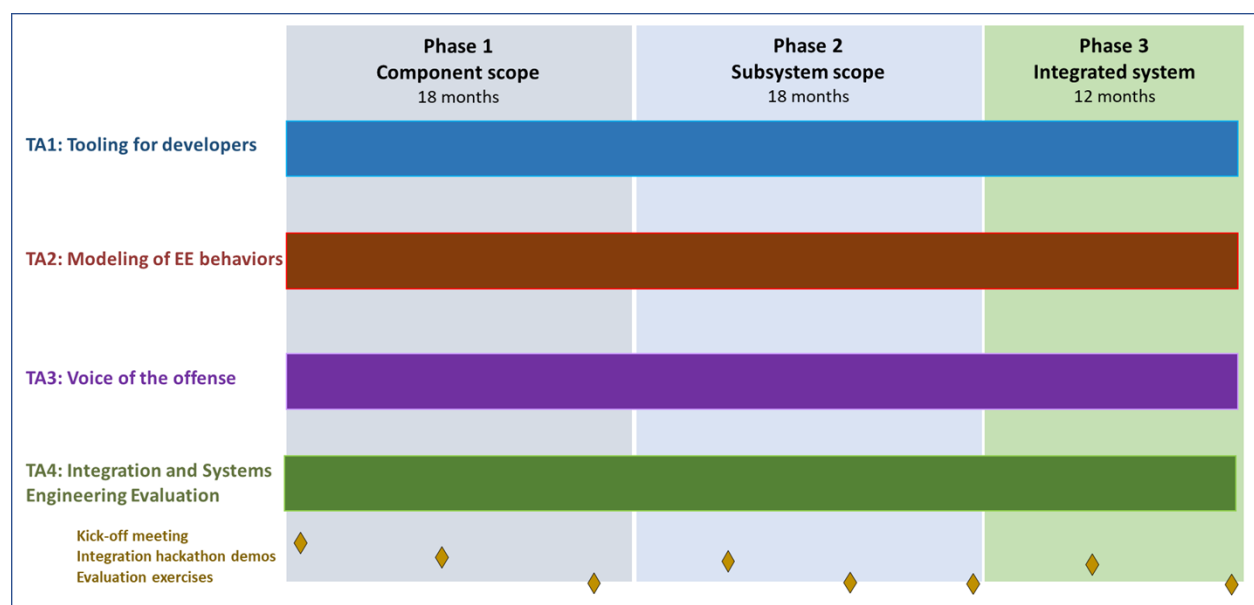 Phase 1
Component scope
18 months
Phase 2
Subsystem scope
18 months
Phase 3
Integrated system
12 months
TA1: Tooling for developers
TA2: Modeling of EE behaviors
TA3: Voice of the offense
TA4: Integration and Systems
Engineering Evaluation
Kick-off meeting
Integration hackathon demos
Evaluation exercises